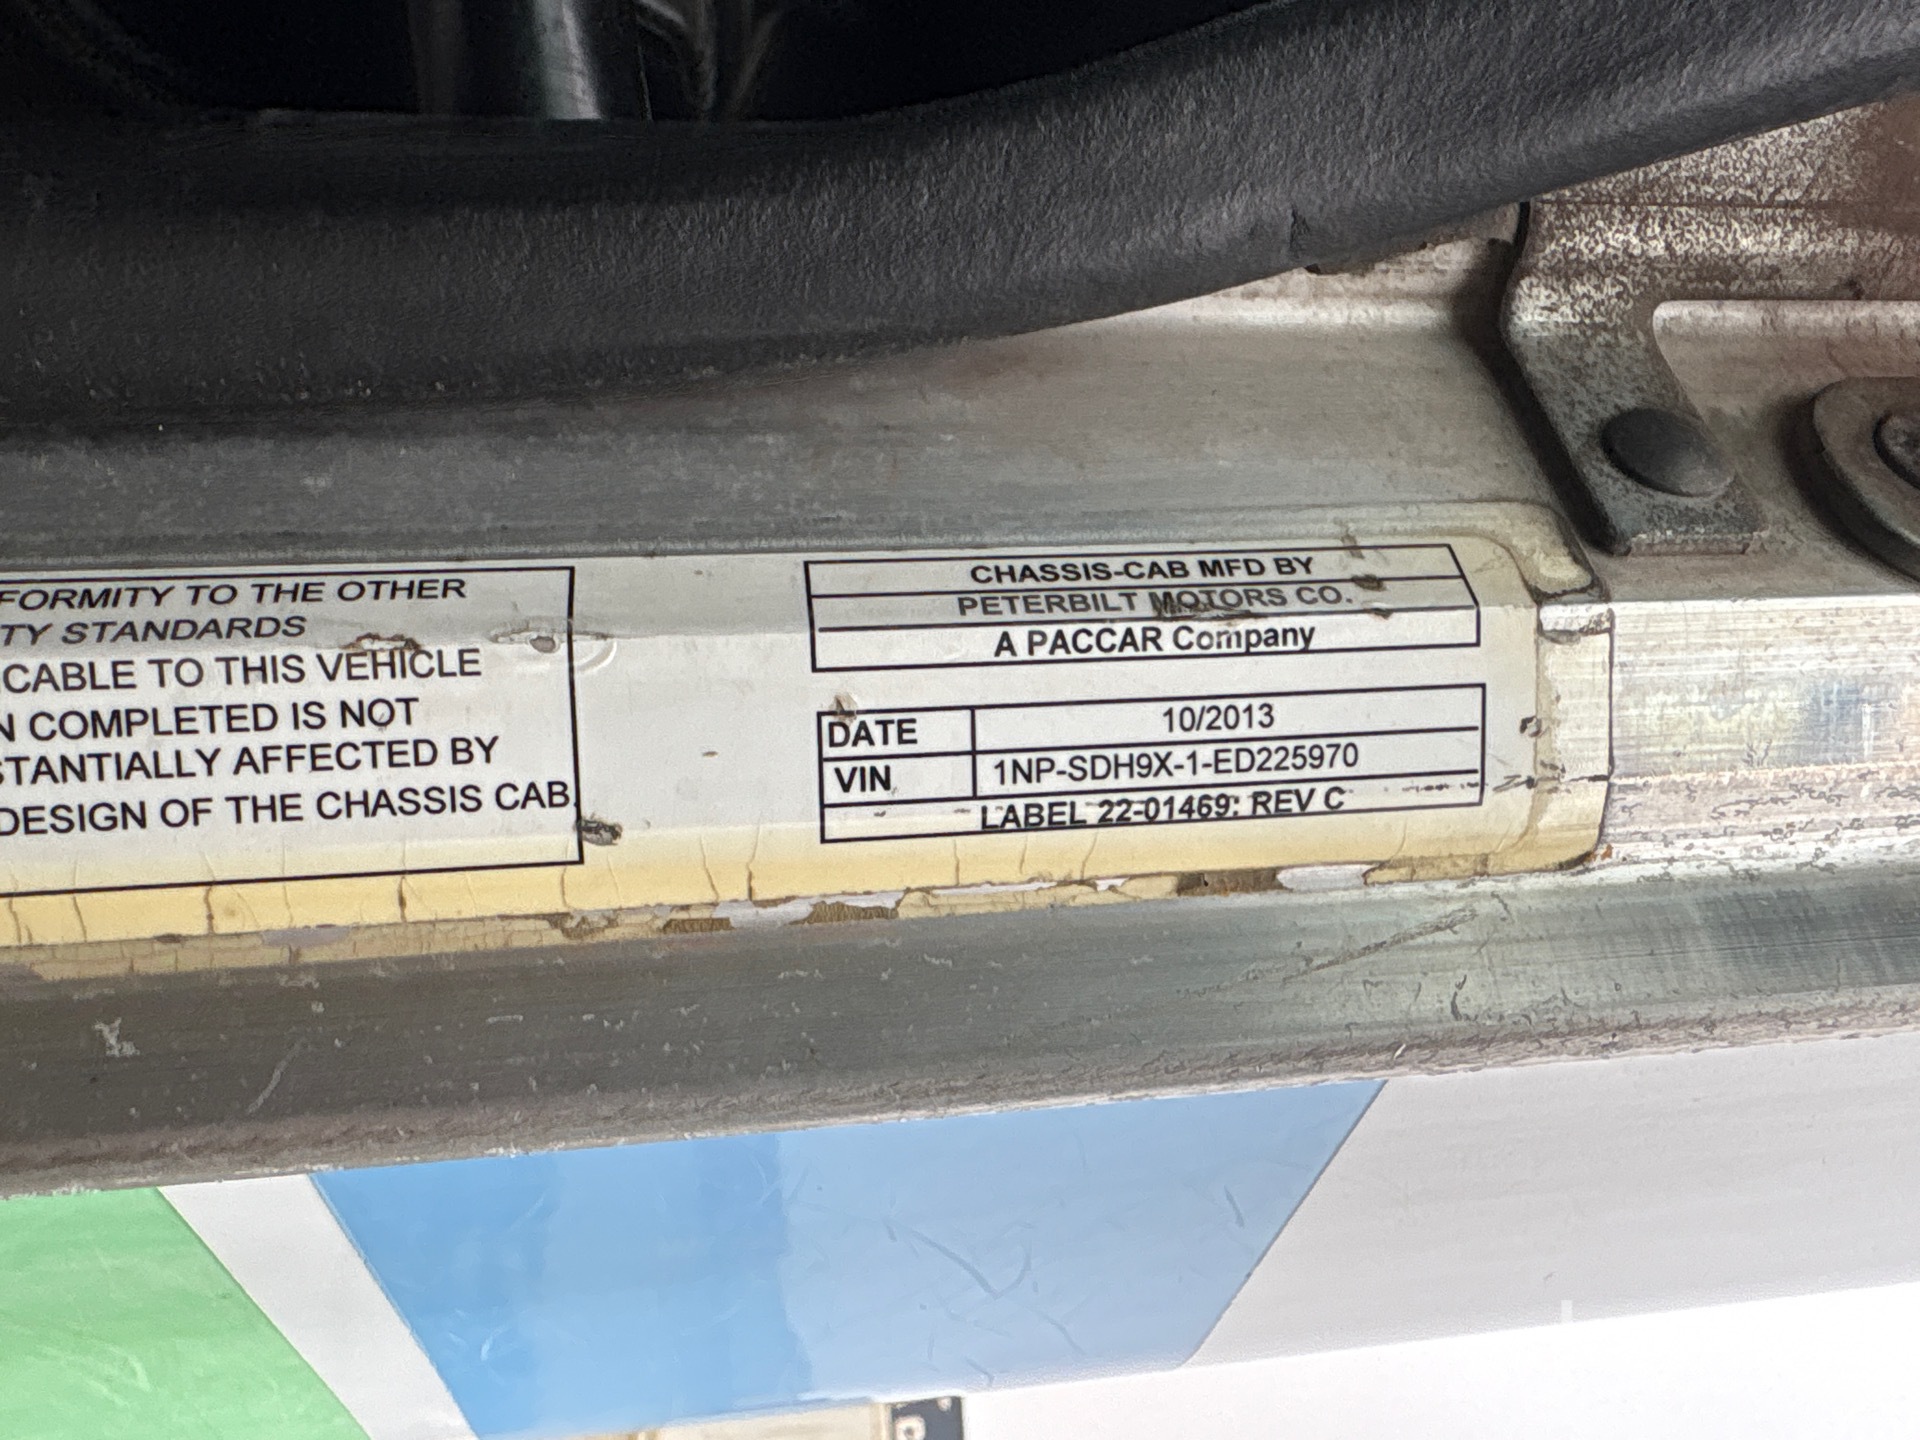 FORMITY TO THE OTHER
TY STANDARDS
CABLE TO THIS VEHICLE
N COMPLETED IS NOT
STANTIALLY AFFECTED BY
DESIGN OF THE CHASSIS CAB
CHASSIS-CAB MFD BY
PETERBILT MOTORS CO.
A PACCAR Company
DATE 10/2013
VIN 1NP-SDH9X-1-ED225970
LABEL 22-01469: REV C